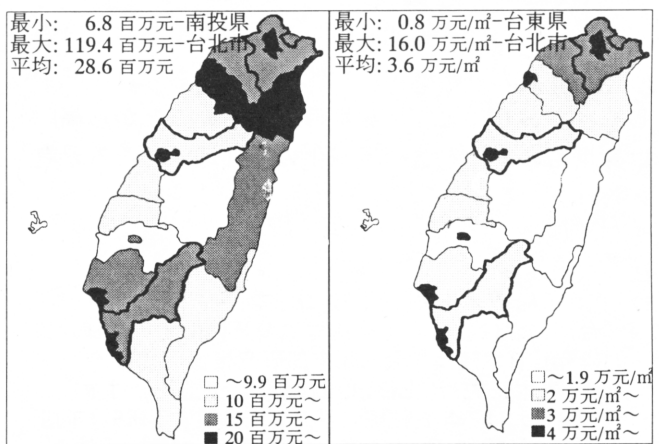 最小: 6.8 百万元-南投県
最大: 119.4 百万元-台北市
平均: 28.6 百万元
～9.9 百万元
10 百万元～
15 百万元～
20 百万元～
最小: 0.8 万元/㎡-台東県
最大: 16.0 万元/㎡-台北市
平均: 3.6 万元/㎡
～1.9 万元/㎡
2 万元/㎡～
3 万元/㎡～
4 万元/㎡～